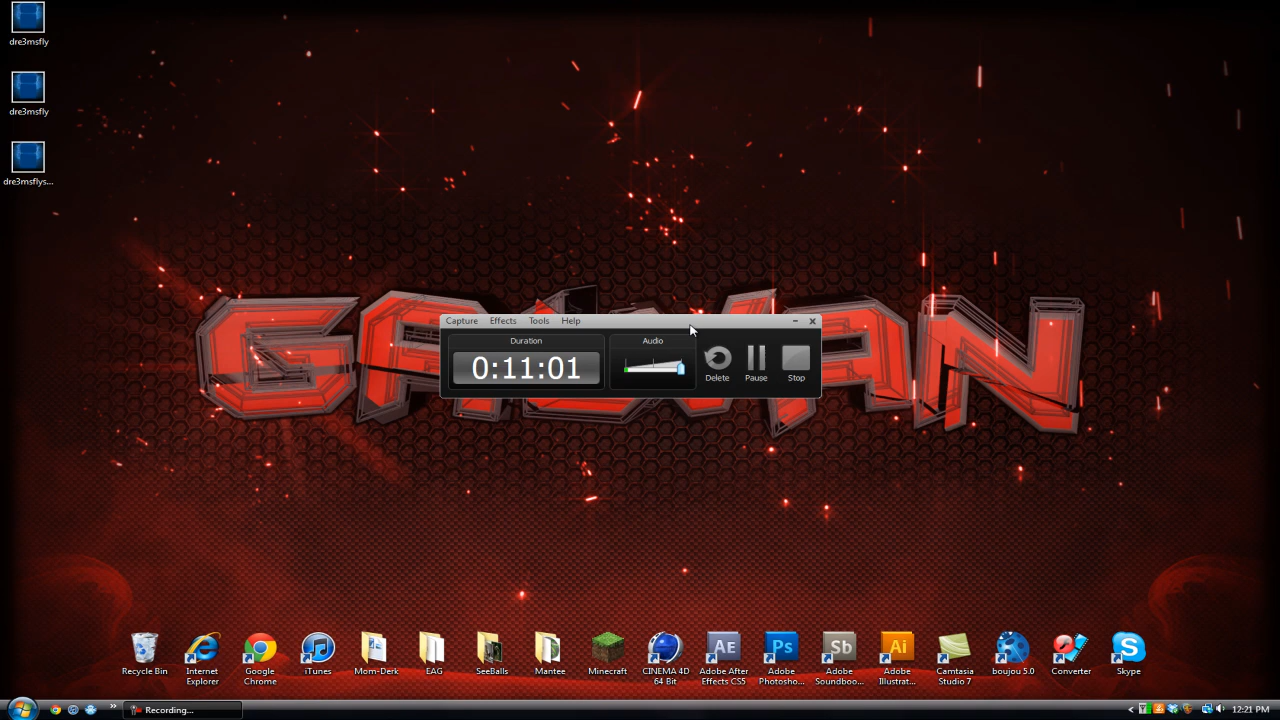 dre3msfly
dre3msfly
dre3msflys...
Capture Effects Tools Help
Duration
Audio
0:11:01
Delete Pause Stop
Recycle Bin
Internet Explorer
Google Chrome
iTunes
Mom-Derk
EAG
SeeBalls
Mantee
Minecraft
CINEMA 4D 64 Bit
Adobe After Effects CS5
Adobe Photosho...
Adobe Soundboo...
Adobe Illustrat...
Camtasia Studio 7
boujou 5.0
Converter
Skype
Recording...
12:21 PM